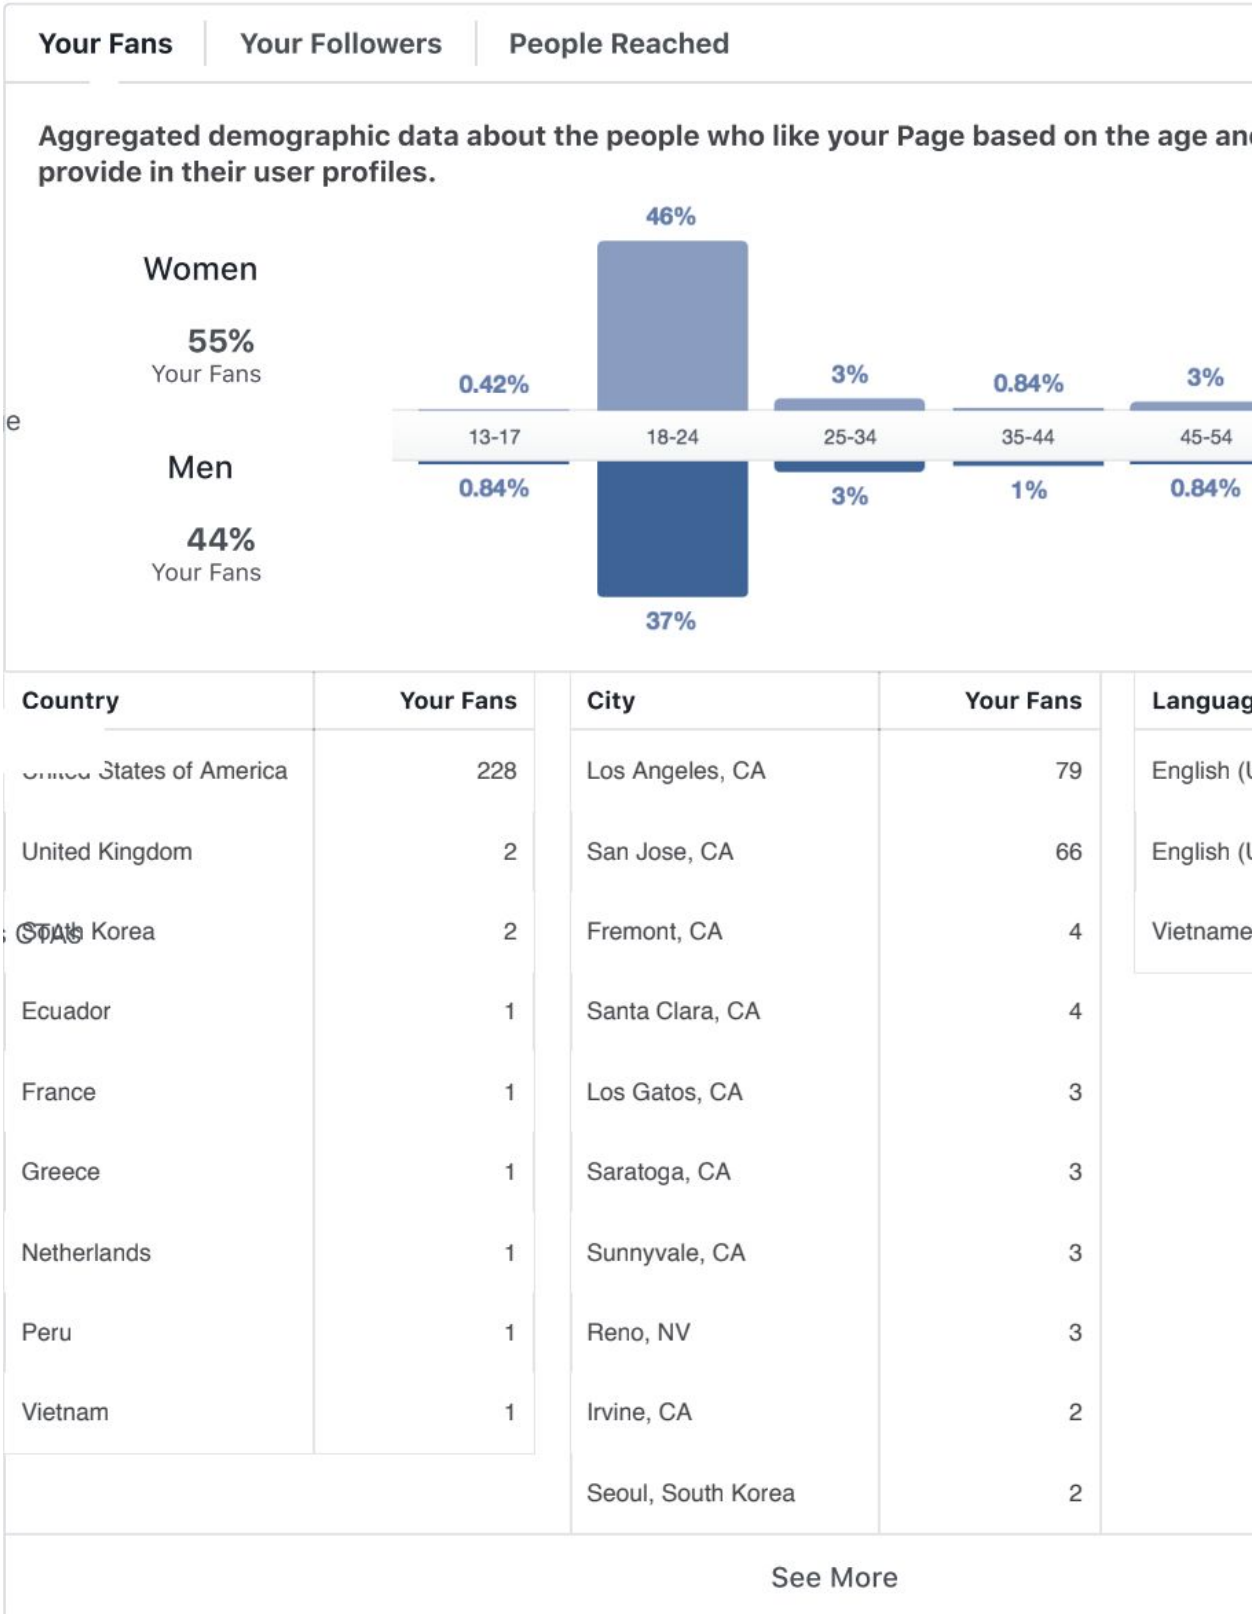 Your Fans Your Followers People Reached
Aggregated demographic data about the people who like your Page based on the age and
provide in their user profiles.
46%
Women
55%
Your Fans
0.42% 3% 0.84% 3%
e
13-17 18-24 25-34 35-44 45-54
Men
0.84% 3% 1% 0.84%
44%
Your Fans
37%
Country Your Fans City Your Fans Languag
United States of America 228 Los Angeles, CA 79 English (U
United Kingdom 2 San Jose, CA 66 English (U
s CTAs South Korea 2 Fremont, CA 4 Vietname
Ecuador 1 Santa Clara, CA 4
France 1 Los Gatos, CA 3
Greece 1 Saratoga, CA 3
Netherlands 1 Sunnyvale, CA 3
Peru 1 Reno, NV 3
Vietnam 1 Irvine, CA 2
Seoul, South Korea 2
See More